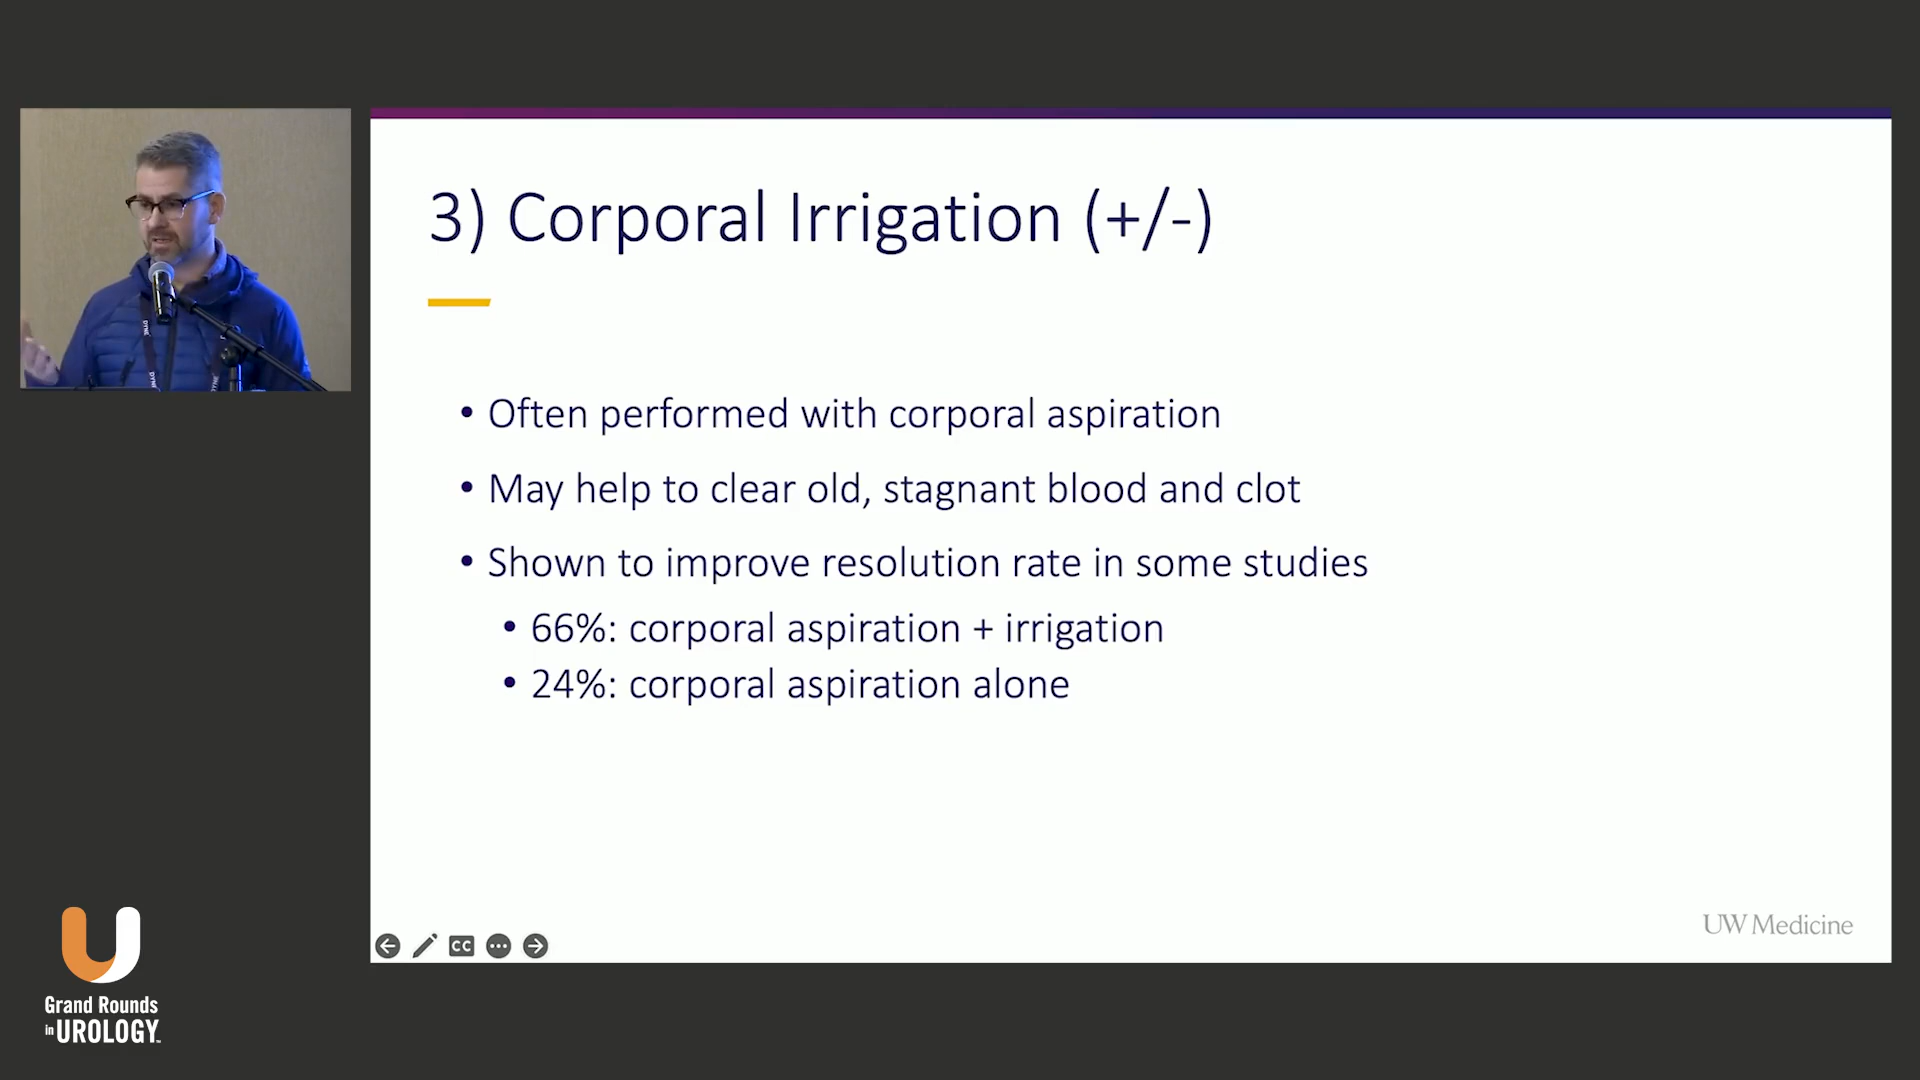 3) Corporal Irrigation (+/-)
• Often performed with corporal aspiration
• May help to clear old, stagnant blood and clot
• Shown to improve resolution rate in some studies
• 66%: corporal aspiration + irrigation
• 24%: corporal aspiration alone
UW Medicine
CC
Grand Rounds
in UROLOGY